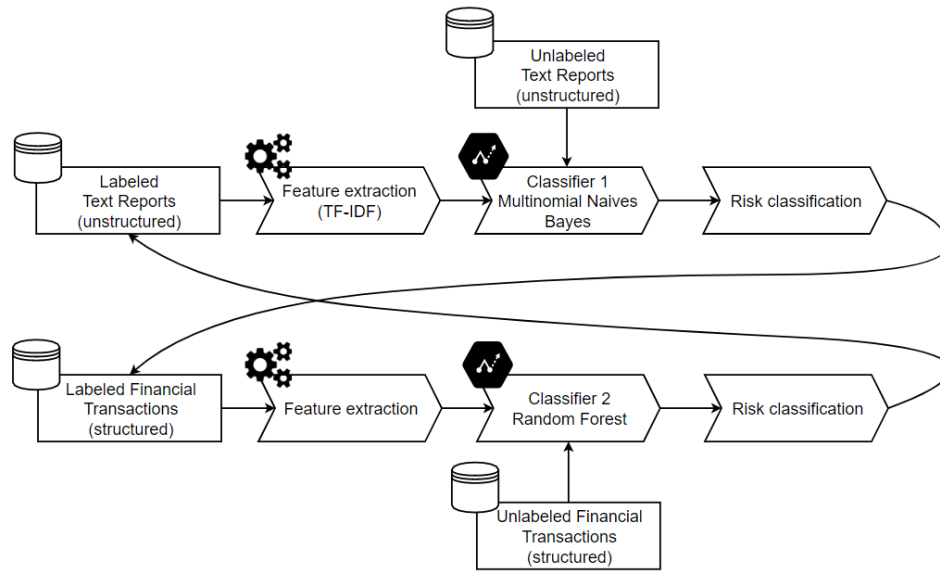 Unlabeled
Text Reports
(unstructured)
Labeled
Text Reports
(unstructured)
Feature extraction
(TF-IDF)
Classifier 1
Multinomial Naives
Bayes
Risk classification
Labeled Financial
Transactions
(structured)
Feature extraction
Classifier 2
Random Forest
Risk classification
Unlabeled Financial
Transactions
(structured)